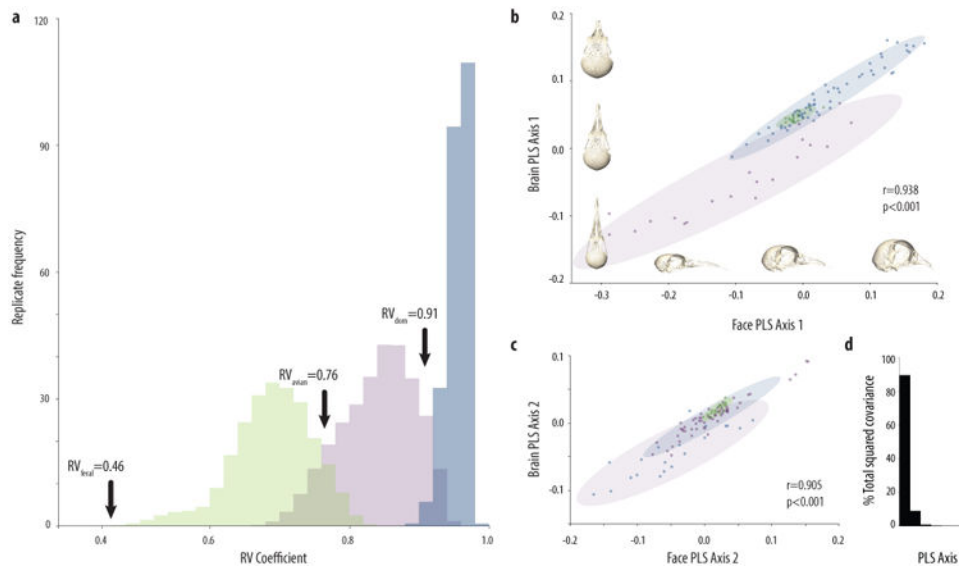 a
120
90
60
30
0
Replicate frequency
RVferal=0.46
RVavian=0.76
RVdom=0.91
0.4
0.6
0.8
1.0
RV Coefficient
b
0.2
0.1
0.0
-0.1
-0.2
Brain PLS Axis 1
r=0.938
p<0.001
-0.3
-0.2
-0.1
0.0
0.1
0.2
Face PLS Axis 1
c
0.1
0.0
-0.1
Brain PLS Axis 2
r=0.905
p<0.001
-0.2
-0.1
0.0
0.1
0.2
Face PLS Axis 2
d
100
80
60
40
20
0
% Total squared covariance
PLS Axis